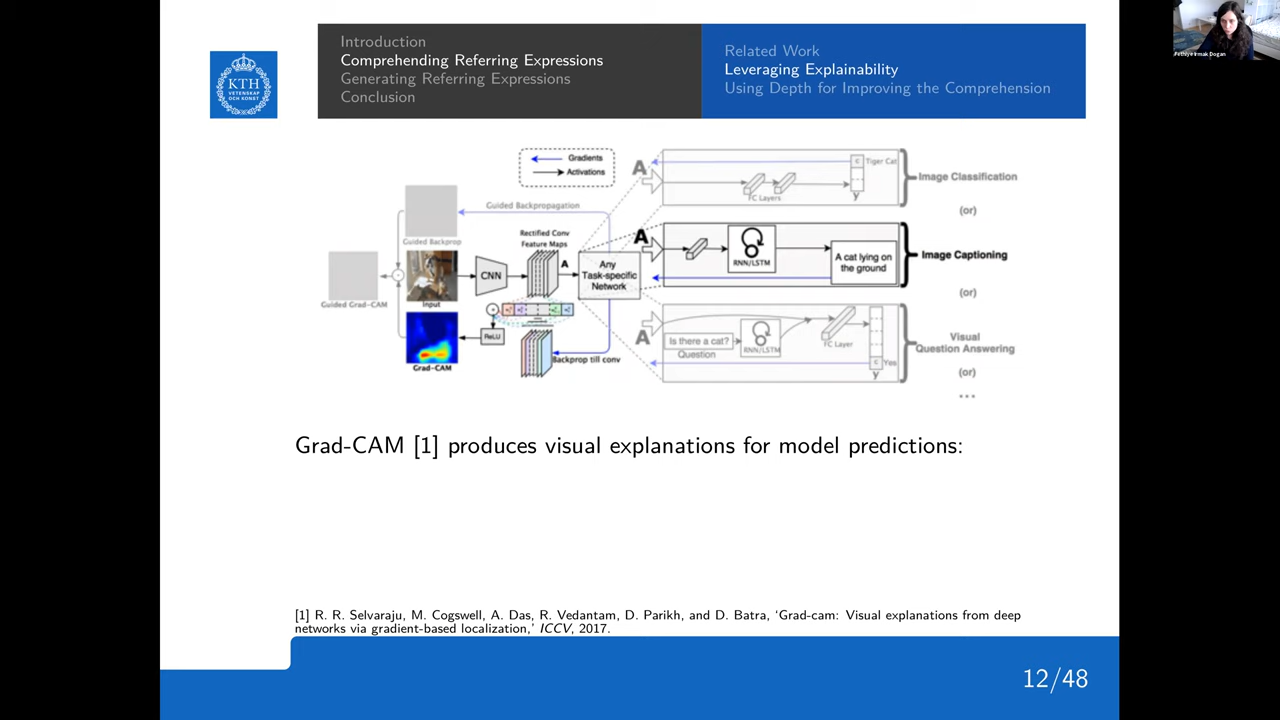 Introduction
Comprehending Referring Expressions
Generating Referring Expressions
Conclusion
Related Work
Leveraging Explainability
Using Depth for Improving the Comprehension
KTH
VETENSKAP
OCH KONST
Fethiye Irmak Dogan
Gradients
Activations
Guided Backpropagation
Guided Backprop
Guided Grad-CAM
Input
CNN
Rectified Conv
Feature Maps
A
Any
Task-specific
Network
ReLU
Grad-CAM
Backprop till conv
A
FC Layers
c
Tiger Cat
y
Image Classification
(or)
A
RNN/LSTM
A cat lying on
the ground
Image Captioning
(or)
A
Is there a cat?
Question
RNN/LSTM
FC Layer
c
Yes
y
Visual
Question Answering
(or)
...
Grad-CAM [1] produces visual explanations for model predictions:
[1] R. R. Selvaraju, M. Cogswell, A. Das, R. Vedantam, D. Parikh, and D. Batra, ‘Grad-cam: Visual explanations from deep
networks via gradient-based localization,’ ICCV, 2017.
12/48